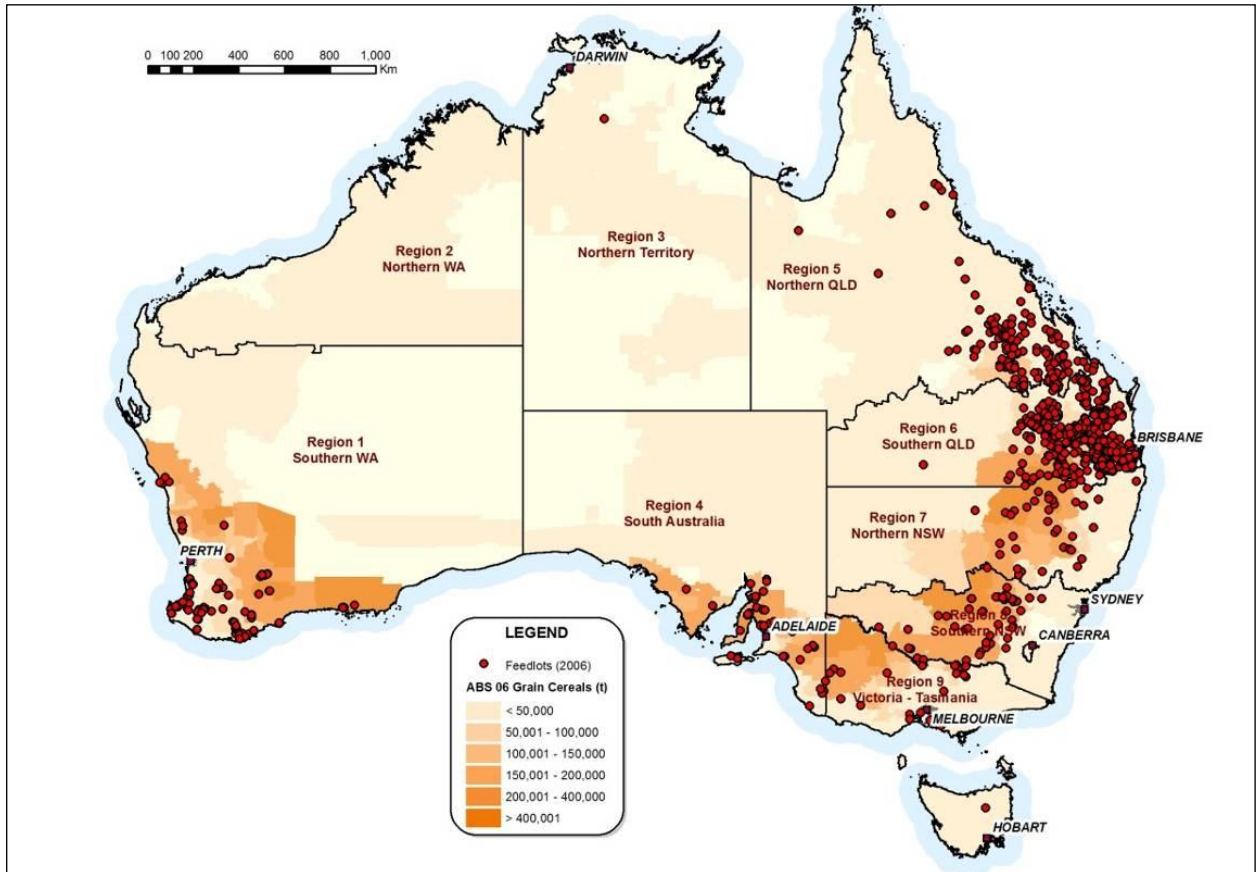 0 100 200 400 600 800 1,000
Km
DARWIN
Region 2
Northern WA
Region 3
Northern Territory
Region 5
Northern QLD
Region 1
Southern WA
Region 6
Southern QLD
BRISBANE
Region 4
South Australia
Region 7
Northern NSW
PERTH
SYDNEY
Region 8
Southern NSW
ADELAIDE
CANBERRA
Region 9
Victoria - Tasmania
MELBOURNE
HOBART
LEGEND
Feedlots (2006)
ABS 06 Grain Cereals (t)
< 50,000
50,001 - 100,000
100,001 - 150,000
150,001 - 200,000
200,001 - 400,000
> 400,001